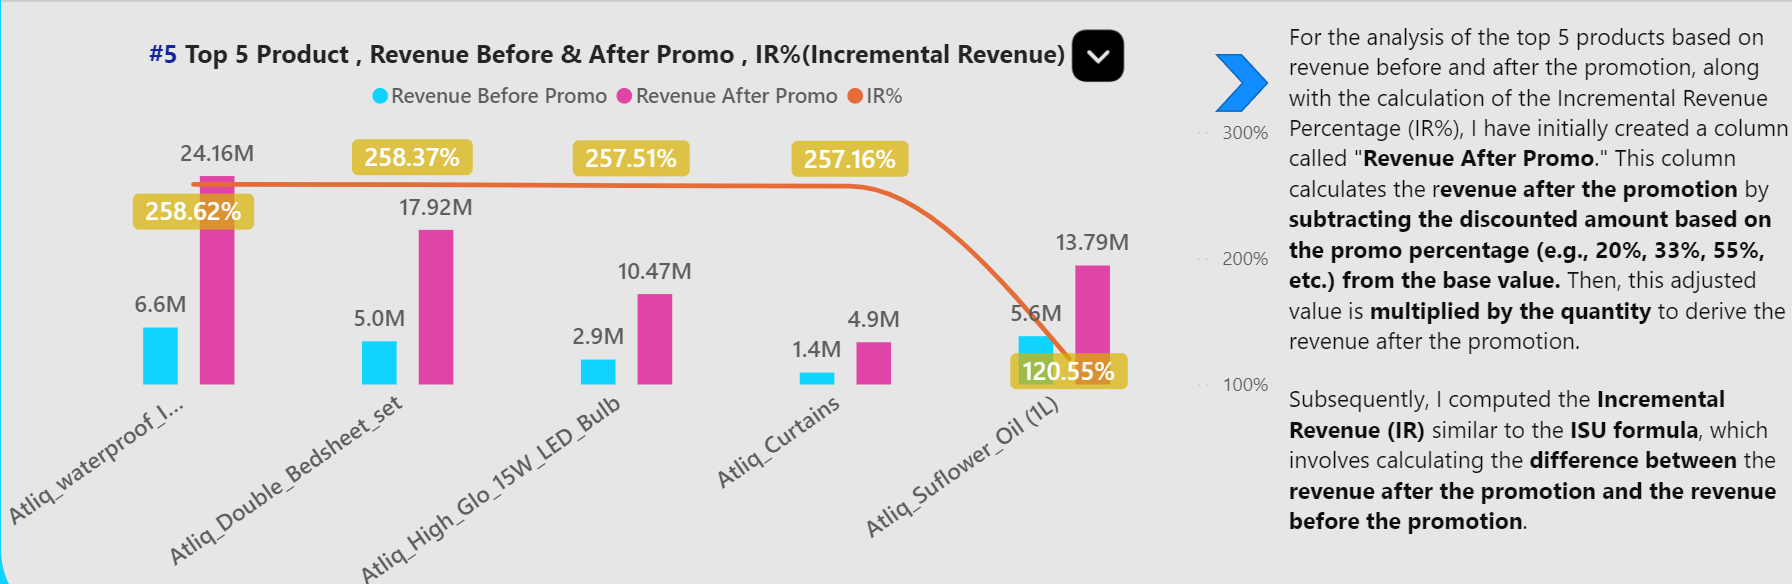 #5 Top 5 Product , Revenue Before & After Promo , IR%(Incremental Revenue)
Revenue Before Promo Revenue After Promo IR%
300%
200%
100%
24.16M
258.62%
6.6M
258.37%
17.92M
5.0M
257.51%
10.47M
2.9M
257.16%
4.9M
1.4M
13.79M
5.6M
120.55%
Atliq_waterproof_I...
Atliq_Double_Bedsheet_set
Atliq_High_Glo_15W_LED_Bulb
Atliq_Curtains
Atliq_Suflower_Oil (1L)
For the analysis of the top 5 products based on
revenue before and after the promotion, along
with the calculation of the Incremental Revenue
Percentage (IR%), I have initially created a column
called "Revenue After Promo." This column
calculates the revenue after the promotion by
subtracting the discounted amount based on
the promo percentage (e.g., 20%, 33%, 55%,
etc.) from the base value. Then, this adjusted
value is multiplied by the quantity to derive the
revenue after the promotion.
Subsequently, I computed the Incremental
Revenue (IR) similar to the ISU formula, which
involves calculating the difference between the
revenue after the promotion and the revenue
before the promotion.